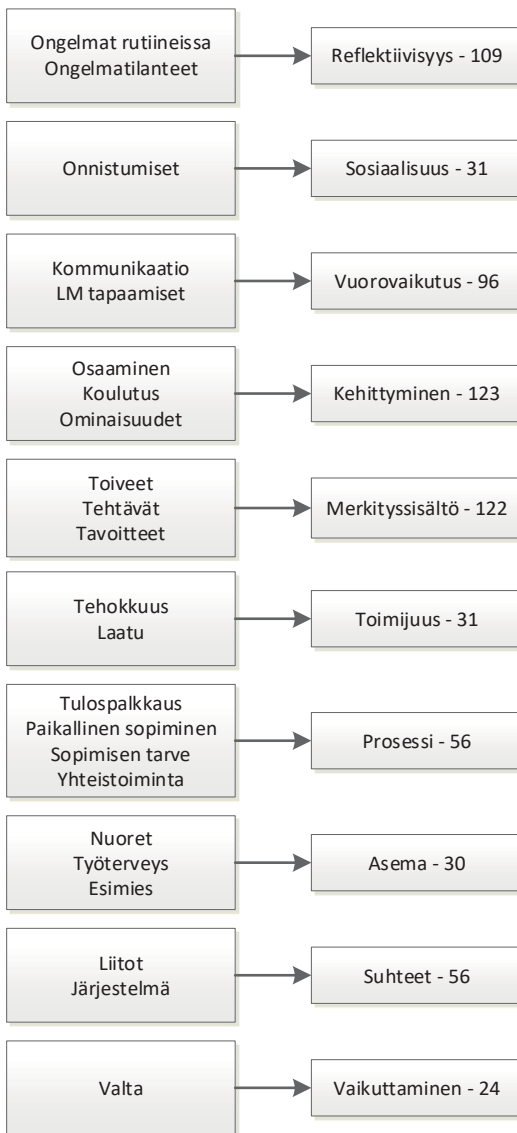 Ongelmat rutiineissa
Ongelmatilanteet
Reflektiivisyys - 109
Onnistumiset
Sosiaalisuus - 31
Kommunikaatio
LM tapaamiset
Vuorovaikutus - 96
Osaaminen
Koulutus
Ominaisuudet
Kehittyminen - 123
Toiveet
Tehtävät
Tavoitteet
Merkityssisältö - 122
Tehokkuus
Laatu
Toimijuus - 31
Tulospalkkaus
Paikallinen sopiminen
Sopimisen tarve
Yhteistoiminta
Prosessi - 56
Nuoret
Työterveys
Esimies
Asema - 30
Liitot
Järjestelmä
Suhteet - 56
Valta
Vaikuttaminen - 24